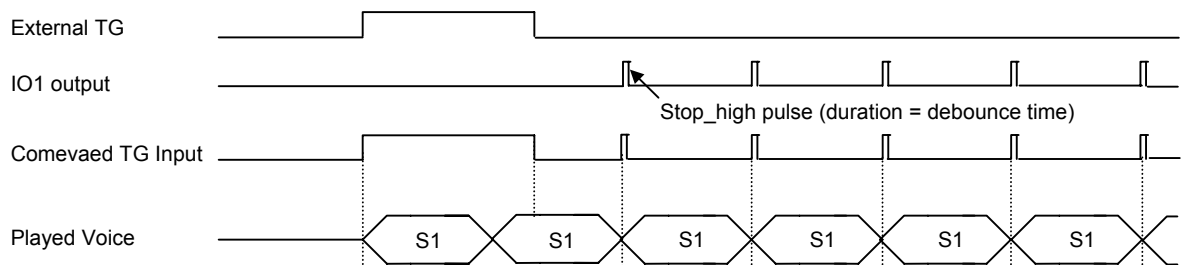 External TG
IO1 output
Stop_high pulse (duration = debounce time)
Comevaed TG Input
Played Voice
S1 S1 S1 S1 S1 S1